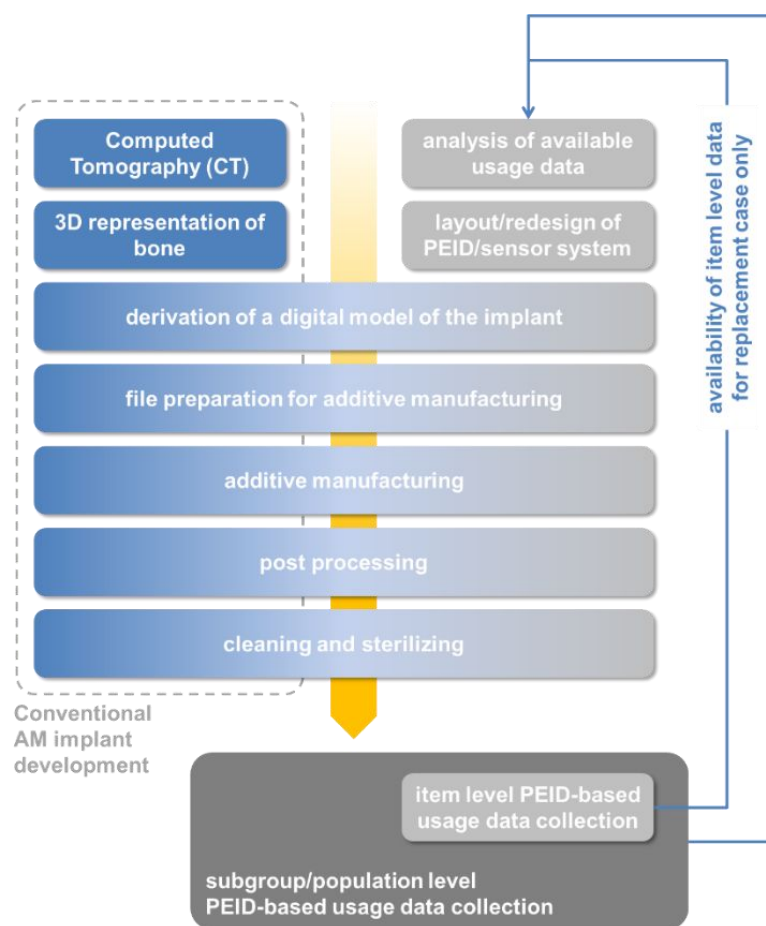 Computed
Tomography (CT)
analysis of available
usage data
3D representation of
bone
layout/redesign of
PEID/sensor system
derivation of a digital model of the implant
file preparation for additive manufacturing
additive manufacturing
post processing
cleaning and sterilizing
availability of item level data
for replacement case only
Conventional
AM implant
development
item level PEID-based
usage data collection
subgroup/population level
PEID-based usage data collection